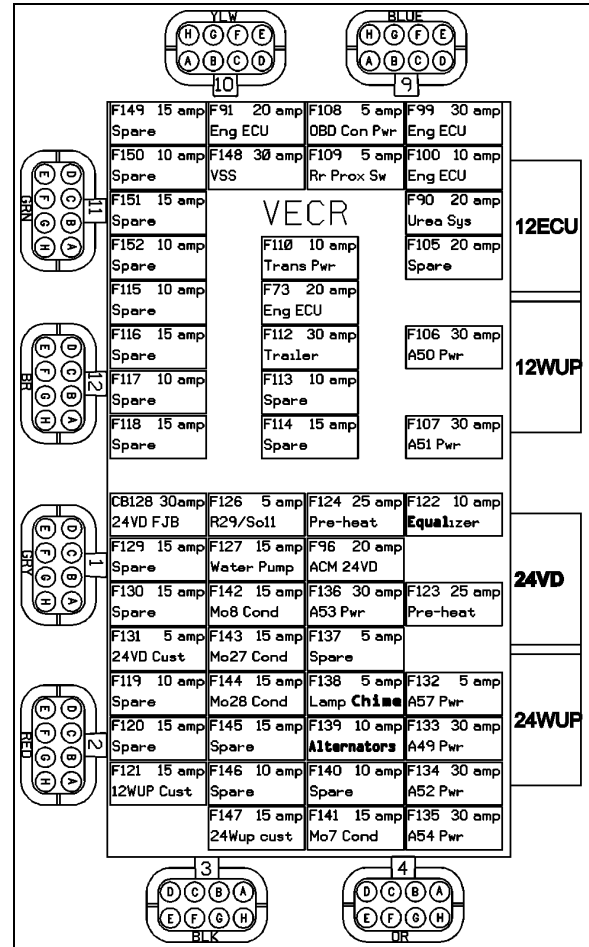 YLW BLUE
H G F E H G F E
A B C D A B C D
10 9
F149 15 amp F91 20 amp F108 5 amp F99 30 amp
Spare Eng ECU OBD Con Pwr Eng ECU
F150 10 amp F148 30 amp F109 5 amp F100 10 amp
Spare VSS Rr Prox Sw Eng ECU
F151 15 amp VECR F90 20 amp
Spare Urea Sys
F152 10 amp F110 10 amp F105 20 amp
Spare Trans Pwr Spare
F115 10 amp F73 20 amp
Spare Eng ECU
F116 15 amp F112 30 amp F106 30 amp
Spare Trailer A50 Pwr
F117 10 amp F113 10 amp
Spare Spare
F118 15 amp F114 15 amp F107 30 amp
Spare Spare A51 Pwr
12ECU
12WUP
E D
F C
G B
H A
GRN 11
E D
F C
G B
H A
BR 12
CB128 30amp F126 5 amp F124 25 amp F122 10 amp
24VD FJB R29/Sol1 Pre-heat Equalizer
F129 15 amp F127 15 amp F96 20 amp
Spare Water Pump ACM 24VD
F130 15 amp F142 15 amp F136 30 amp F123 25 amp
Spare Mo8 Cond A53 Pwr Pre-heat
F131 5 amp F143 15 amp F137 5 amp
24VD Cust Mo27 Cond Spare
F119 10 amp F144 15 amp F138 5 amp F132 5 amp
Spare Mo28 Cond Lamp Chime A57 Pwr
F120 15 amp F145 15 amp F139 10 amp F133 30 amp
Spare Spare Alternators A49 Pwr
F121 15 amp F146 10 amp F140 10 amp F134 30 amp
12WUP Cust Spare Spare A52 Pwr
F147 15 amp F141 15 amp F135 30 amp
24Wup cust Mo7 Cond A54 Pwr
24VD
24WUP
E D
F C
G B
H A
GRY 1
E D
F C
G B
H A
RED 2
3 4
D C B A D C B A
E F G H E F G H
BLK OR